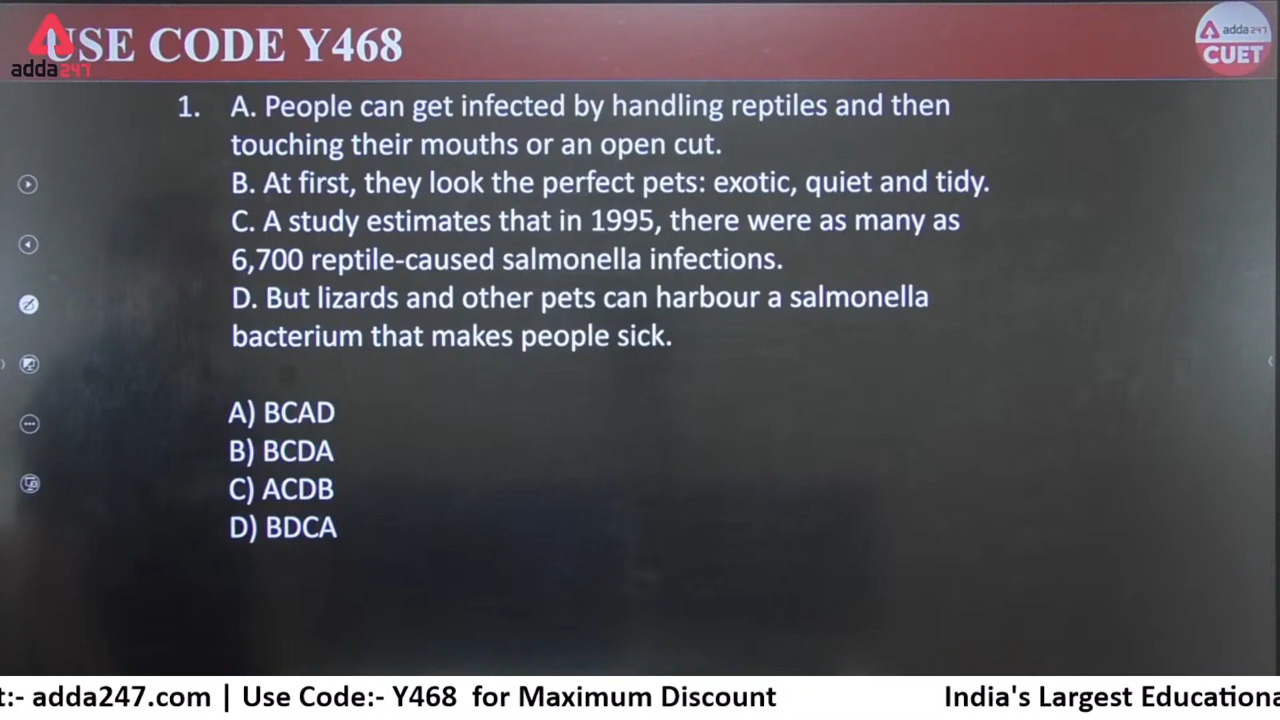 USE CODE Y468
adda247
adda247
CUET
1. A. People can get infected by handling reptiles and then
touching their mouths or an open cut.
B. At first, they look the perfect pets: exotic, quiet and tidy.
C. A study estimates that in 1995, there were as many as
6,700 reptile-caused salmonella infections.
D. But lizards and other pets can harbour a salmonella
bacterium that makes people sick.
A) BCAD
B) BCDA
C) ACDB
D) BDCA
t:- adda247.com | Use Code:- Y468 for Maximum Discount
India's Largest Educationa